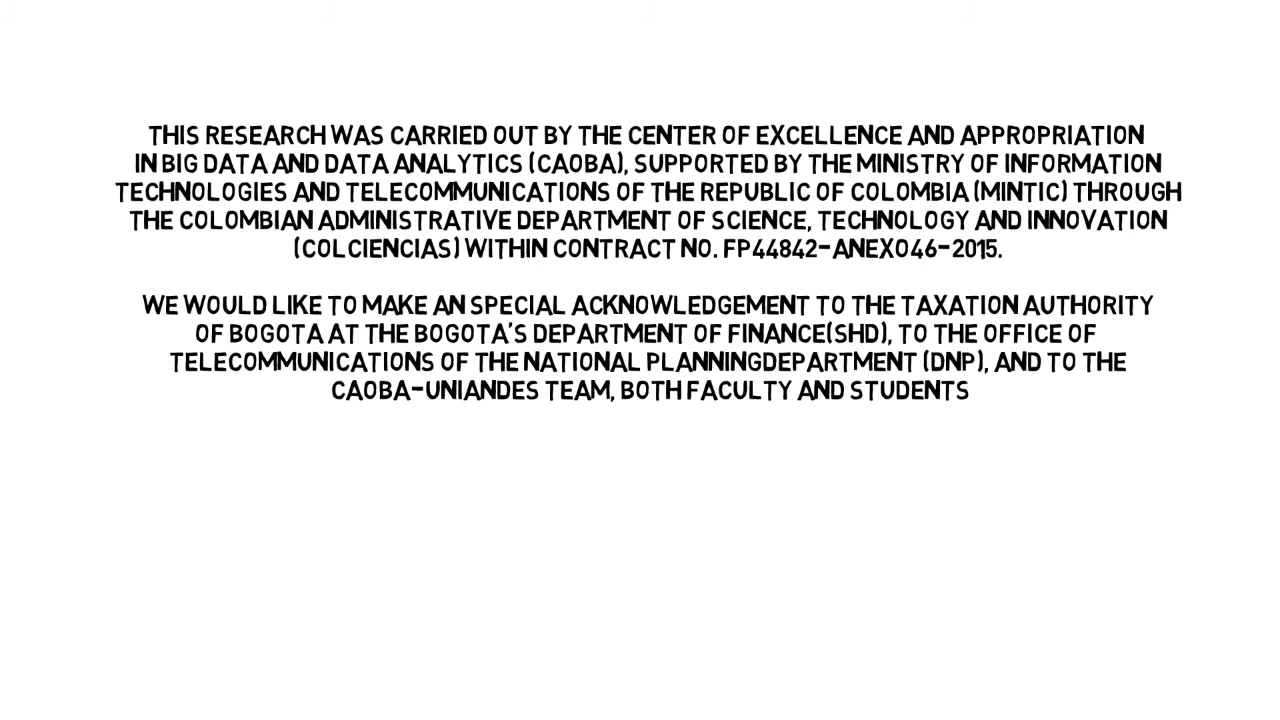 THIS RESEARCH WAS CARRIED OUT BY THE CENTER OF EXCELLENCE AND APPROPRIATION
IN BIG DATA AND DATA ANALYTICS (CAOBA), SUPPORTED BY THE MINISTRY OF INFORMATION
TECHNOLOGIES AND TELECOMMUNICATIONS OF THE REPUBLIC OF COLOMBIA (MINTIC) THROUGH
THE COLOMBIAN ADMINISTRATIVE DEPARTMENT OF SCIENCE, TECHNOLOGY AND INNOVATION
(COLCIENCIAS) WITHIN CONTRACT NO. FP44842-ANEXO46-2015.
WE WOULD LIKE TO MAKE AN SPECIAL ACKNOWLEDGEMENT TO THE TAXATION AUTHORITY
OF BOGOTA AT THE BOGOTA'S DEPARTMENT OF FINANCE(SHD), TO THE OFFICE OF
TELECOMMUNICATIONS OF THE NATIONAL PLANNINGDEPARTMENT (DNP), AND TO THE
CAOBA-UNIANDES TEAM, BOTH FACULTY AND STUDENTS